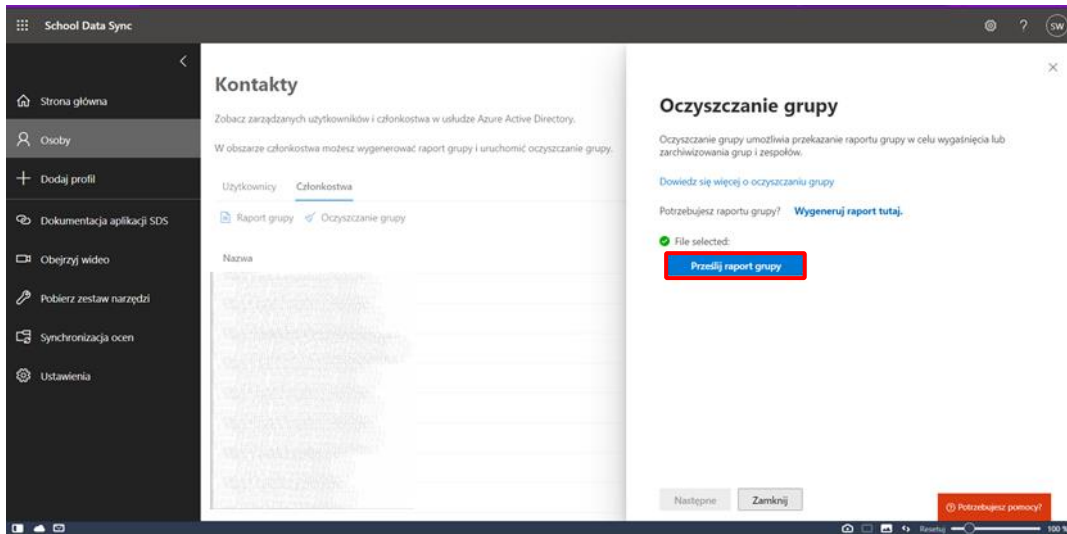 School Data Sync
?
SW
Strona główna
Osoby
Dodaj profil
Dokumentacja aplikacji SDS
Obejrzyj wideo
Pobierz zestaw narzędzi
Synchronizacja ocen
Ustawienia
Kontakty
Zobacz zarządzanych użytkowników i członkostwa w usłudze Azure Active Directory.
W obszarze członkostwa możesz wygenerować raport grupy i uruchomić oczyszczanie grupy.
Użytkownicy Członkostwa
Raport grupy Oczyszczanie grupy
Nazwa
Oczyszczanie grupy
Oczyszczanie grupy umożliwia przekazanie raportu grupy w celu wygaśnięcia lub
zarchiwizowania grup i zespołów.
Dowiedz się więcej o oczyszczaniu grupy
Potrzebujesz raportu grupy? Wygeneruj raport tutaj.
File selected:
Prześlij raport grupy
Następne Zamknij
Potrzebujesz pomocy?
Resetuj 100 %